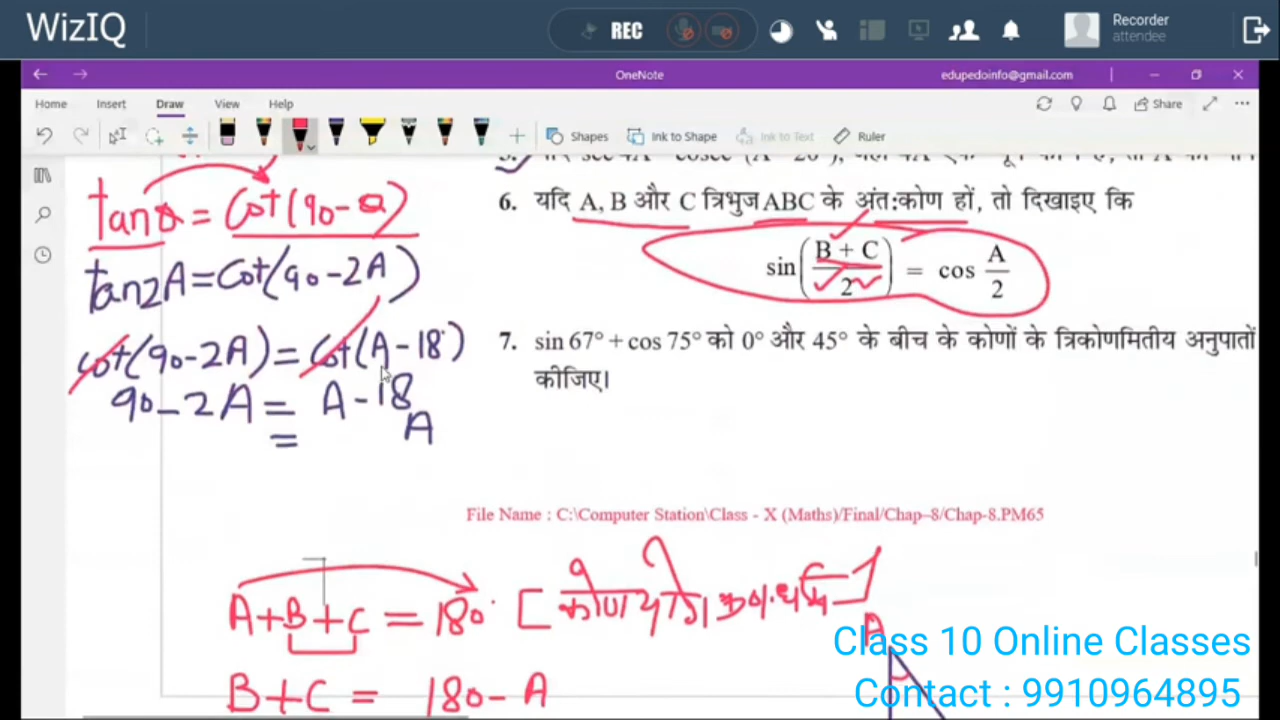 WizIQ
REC
Recorder
attendee
OneNote
edupedoinfo@gmail.com
Home Insert Draw View Help
Share
Shapes Ink to Shape Ink to Text Ruler
tanθ = Cot(90-θ)
tan2A = Cot(90-2A)
Cot(90-2A) = Cot(A-18°)
90-2A = A-18
= A
6. यदि A, B और C त्रिभुज ABC के अंत:कोण हों, तो दिखाइए कि
sin(B + C / 2) = cos A / 2
7. sin 67° + cos 75° को 0° और 45° के बीच के कोणों के त्रिकोणमितीय अनुपातों
कीजिए।
File Name : C:\Computer Station\Class - X (Maths)/Final/Chap–8/Chap-8.PM65
A+B+C = 180° [कोण योग
B+C = 180-A
A
Class 10 Online Classes
Contact : 9910964895